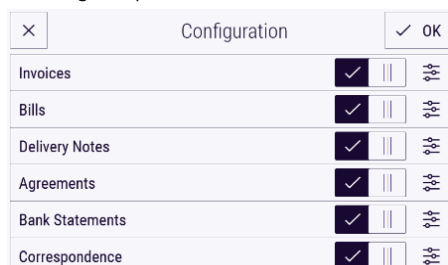 Configuration
OK
Invoices
Bills
Delivery Notes
Agreements
Bank Statements
Correspondence